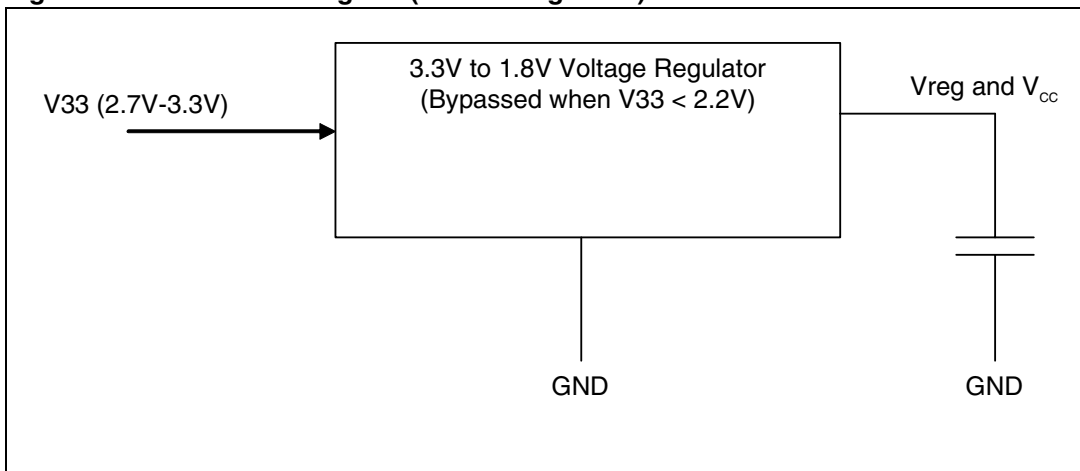 3.3V to 1.8V Voltage Regulator
(Bypassed when V33 < 2.2V)
V33 (2.7V-3.3V)
Vreg and Vcc
GND
GND